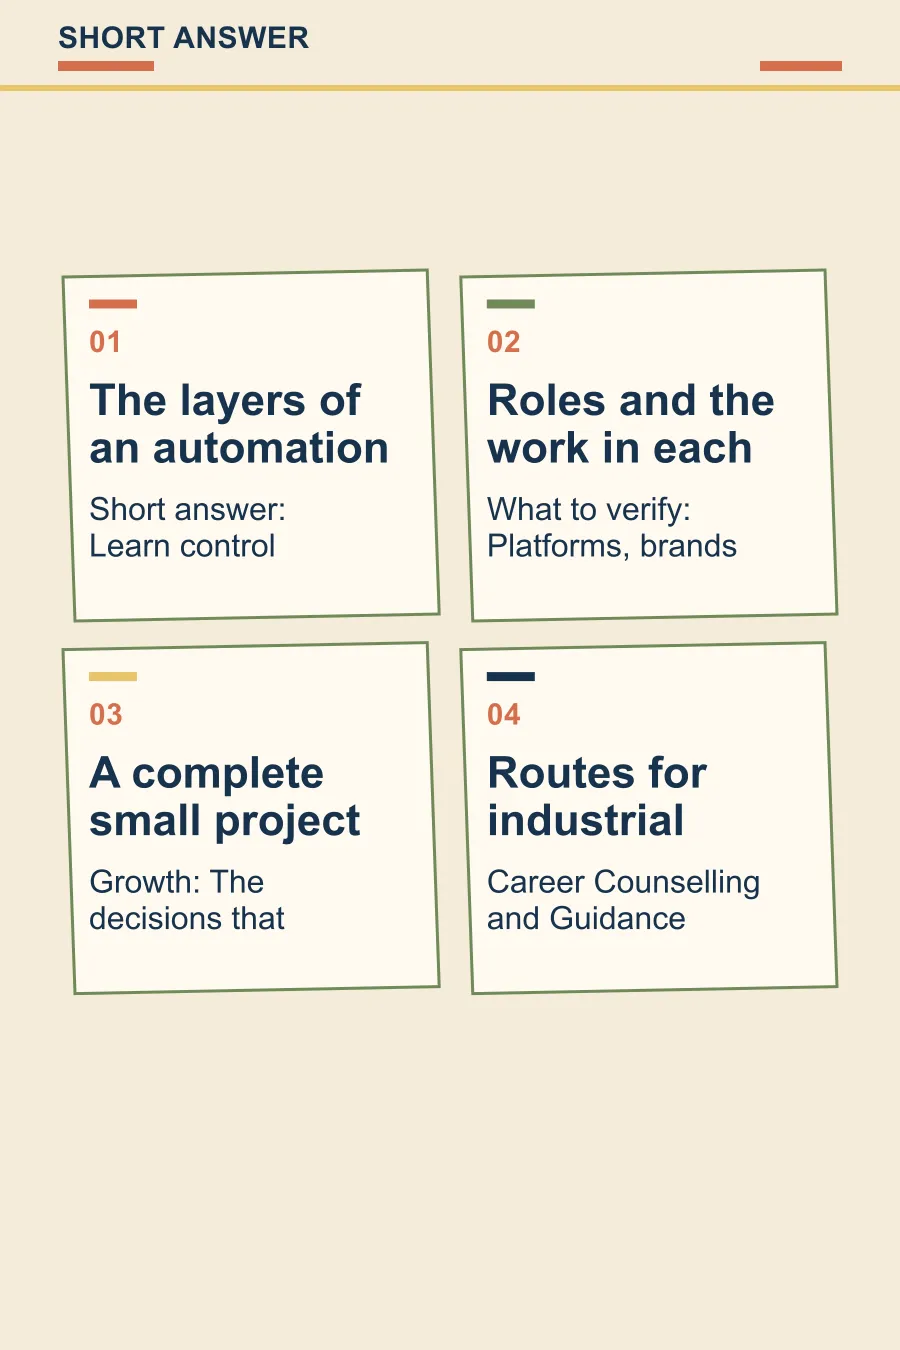 SHORT ANSWER
01
The layers of
an automation
Short answer:
Learn control
02
Roles and the
work in each
What to verify:
Platforms, brands
03
A complete
small project
Growth: The
decisions that
04
Routes for
industrial
Career Counselling
and Guidance